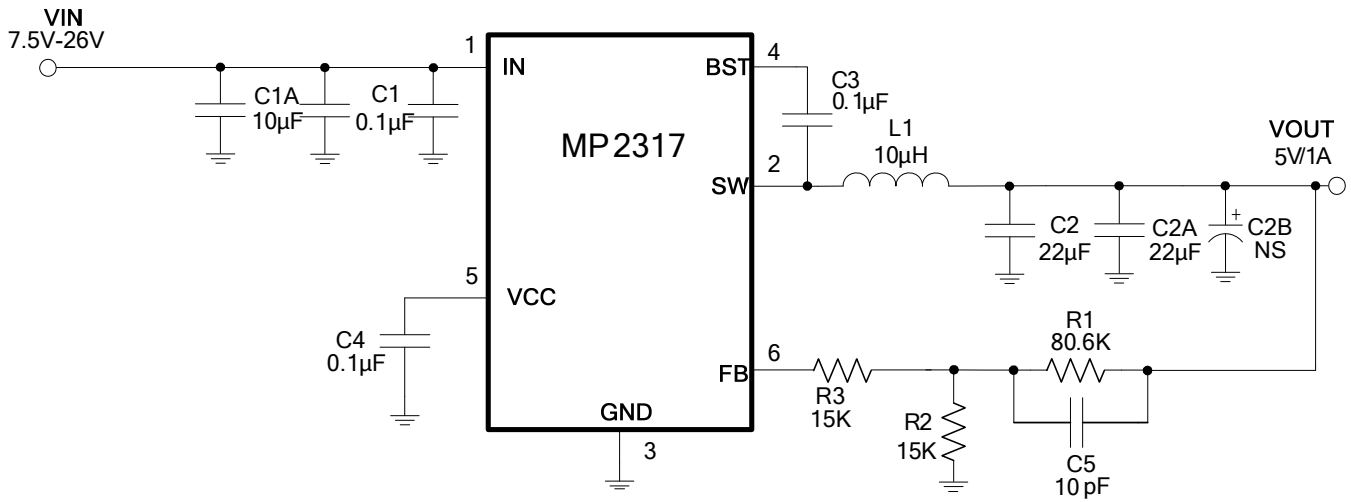 VIN
7.5V-26V
1
IN
C1A
10µF
C1
0.1µF
MP2317
BST
4
C3
0.1µF
SW
2
L1
10µH
VOUT
5V/1A
C2
22µF
C2A
22µF
+
C2B
NS
5
VCC
C4
0.1µF
FB
6
R3
15K
R2
15K
R1
80.6K
C5
10 pF
GND
3